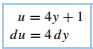 u = 4y + 1
du = 4 dy